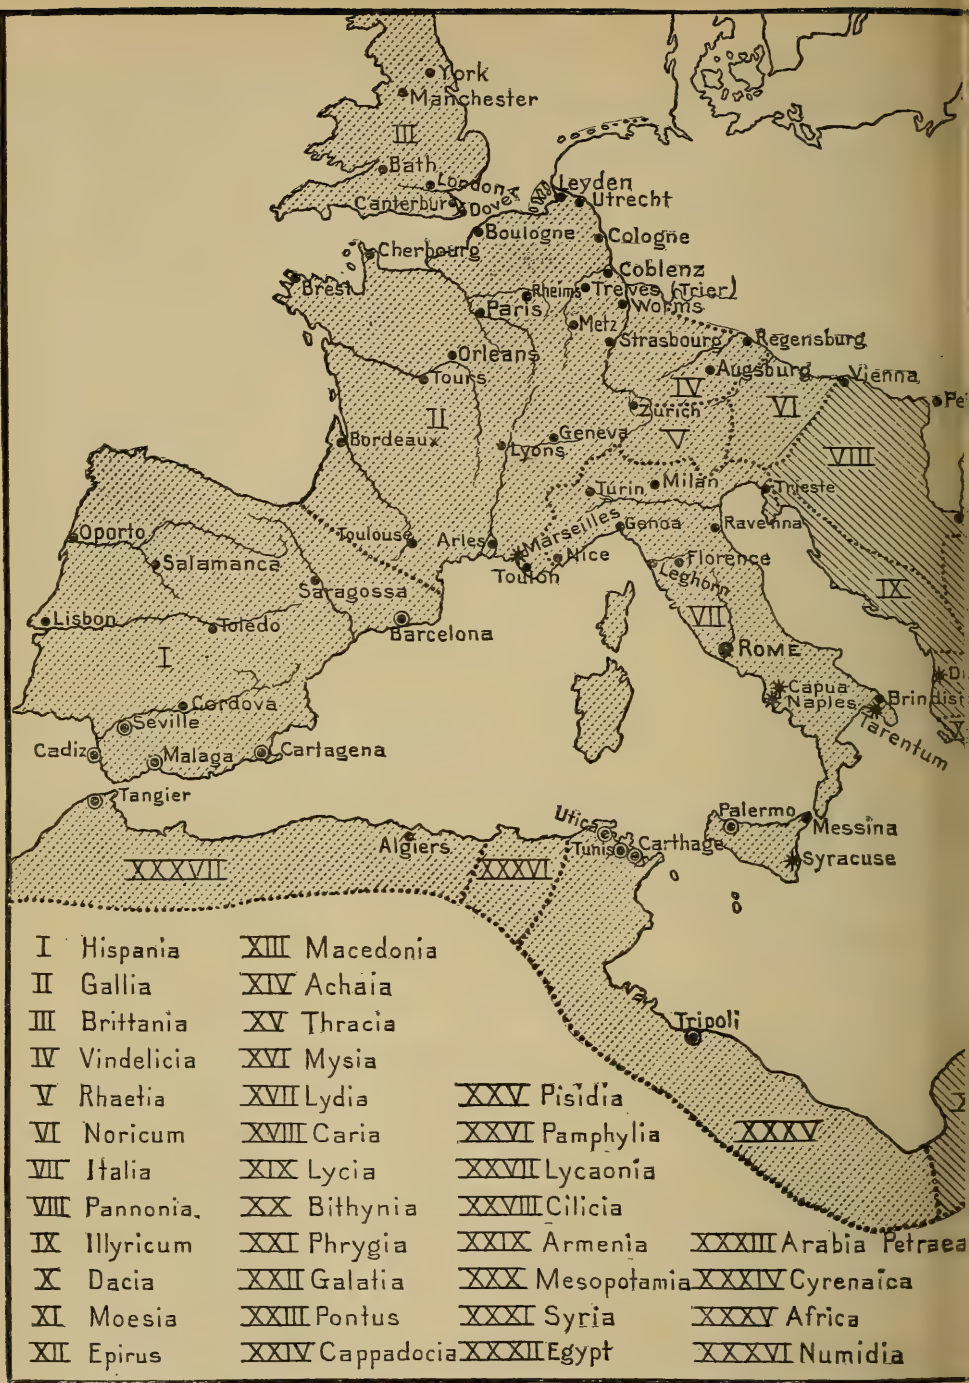 York
Manchester
III
Bath
London
Canterbury
Dover
Leyden
Utrecht
Boulogne
Cologne
Cherbourg
Coblenz
Brest
Rheims
Treves (Trier)
Paris
Worms
Metz
Strasbourg
Regensburg
Orleans
Augsburg
Vienna
Tours
IV
VI
Zurich
II
V
Bordeaux
Geneva
Lyons
VIII
Turin
Milan
Trieste
Oporto
Toulouse
Arles
Marseilles
Genoa
Ravenna
Salamanca
Nice
Florence
Toulon
Leghorn
Saragossa
IX
Lisbon
Toledo
Barcelona
VII
ROME
I
Capua
Naples
Brindisi
Cordova
Seville
Tarentum
Cadiz
Malaga
Cartagena
Tangier
Utica
Palermo
Messina
Algiers
Tunis
Carthage
Syracuse
XXXVII
XXXVI
Tripoli
XXXV
I Hispania
II Gallia
III Brittania
IV Vindelicia
V Rhaetia
VI Noricum
VII Italia
VIII Pannonia.
IX Illyricum
X Dacia
XI Moesia
XII Epirus
XIII Macedonia
XIV Achaia
XV Thracia
XVI Mysia
XVII Lydia
XVIII Caria
XIX Lycia
XX Bithynia
XXI Phrygia
XXII Galatia
XXIII Pontus
XXIV Cappadocia
XXV Pisidia
XXVI Pamphylia
XXVII Lycaonia
XXVIII Cilicia
XXIX Armenia
XXX Mesopotamia
XXXI Syria
XXXII Egypt
XXXIII Arabia Petraea
XXXIV Cyrenaica
XXXV Africa
XXXVI Numidia